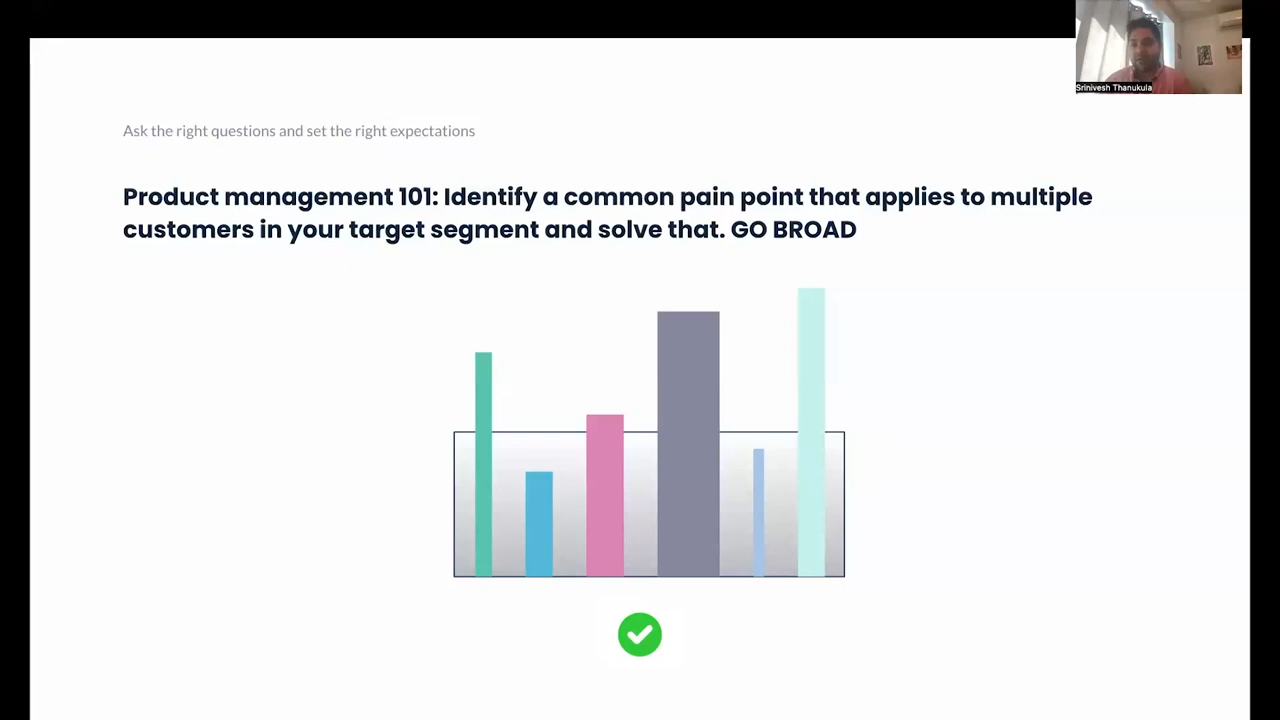 Srinivesh Thanukula
Ask the right questions and set the right expectations
Product management 101: Identify a common pain point that applies to multiple
customers in your target segment and solve that. GO BROAD